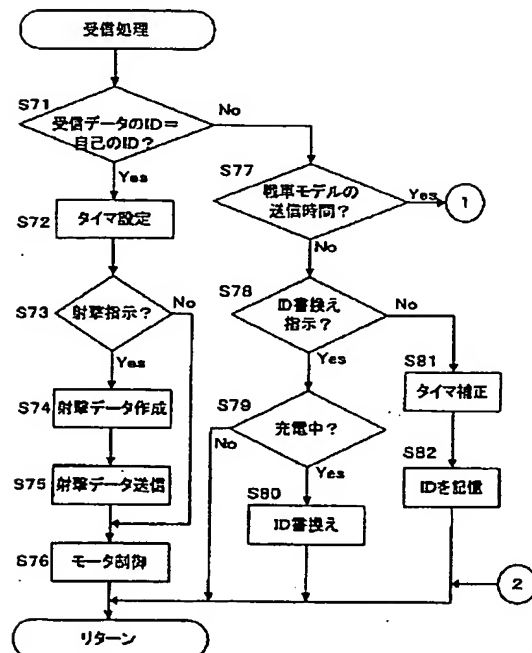 受信処理
S71
受信データのID=
自己のID?
No
Yes
S72
タイマ設定
S73
射撃指示?
No
Yes
S74
射撃データ作成
S75
射撃データ送信
S76
モータ制御
リターン
S77
戦車モデルの
送信時間?
Yes
1
No
S78
ID書換え
指示?
No
Yes
S79
充電中?
No
Yes
S80
ID書換え
S81
タイマ補正
S82
IDを記憶
2